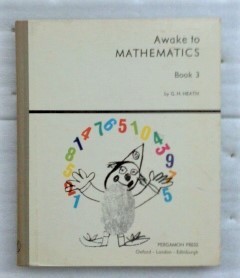 Awake to
MATHEMATICS
Book 3
by G. H. HEATH
PERGAMON PRESS
Oxford - London - Edinburgh